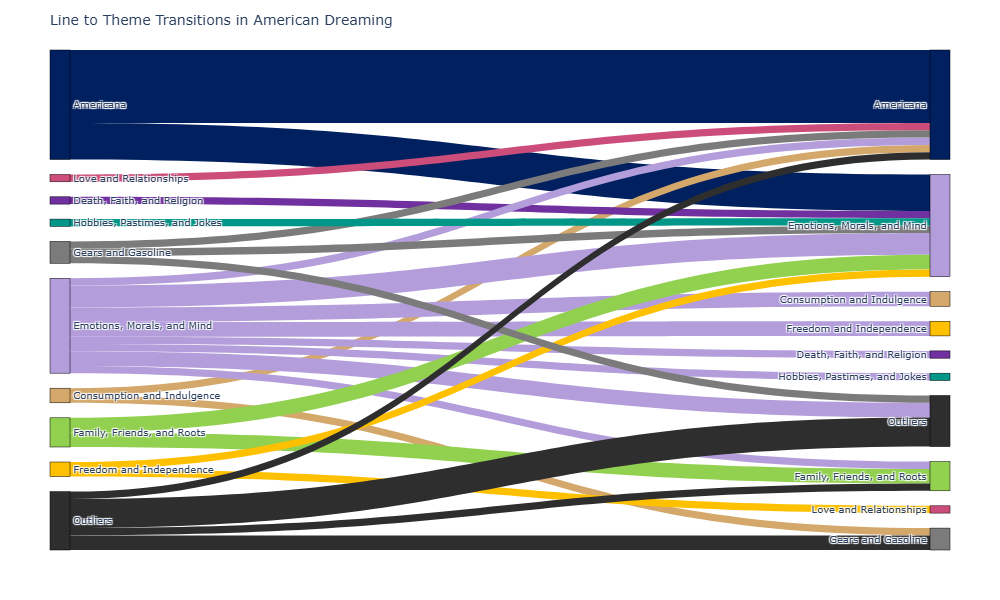 Line to Theme Transitions in American Dreaming
Americana
Love and Relationships
Death, Faith, and Religion
Hobbies, Pastimes, and Jokes
Gears and Gasoline
Emotions, Morals, and Mind
Consumption and Indulgence
Family, Friends, and Roots
Freedom and Independence
Outliers
Americana
Emotions, Morals, and Mind
Consumption and Indulgence
Freedom and Independence
Death, Faith, and Religion
Hobbies, Pastimes, and Jokes
Outliers
Family, Friends, and Roots
Love and Relationships
Gears and Gasoline